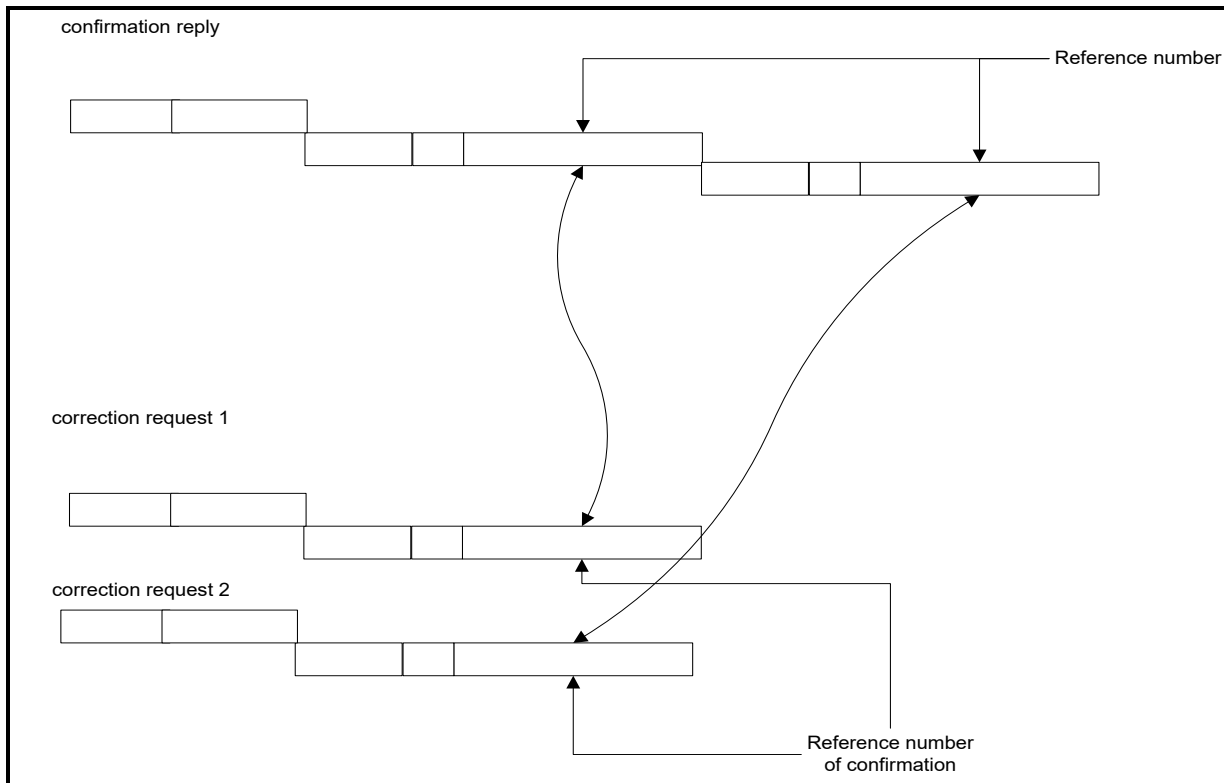 confirmation reply
Reference number
correction request 1
correction request 2
Reference number
of confirmation